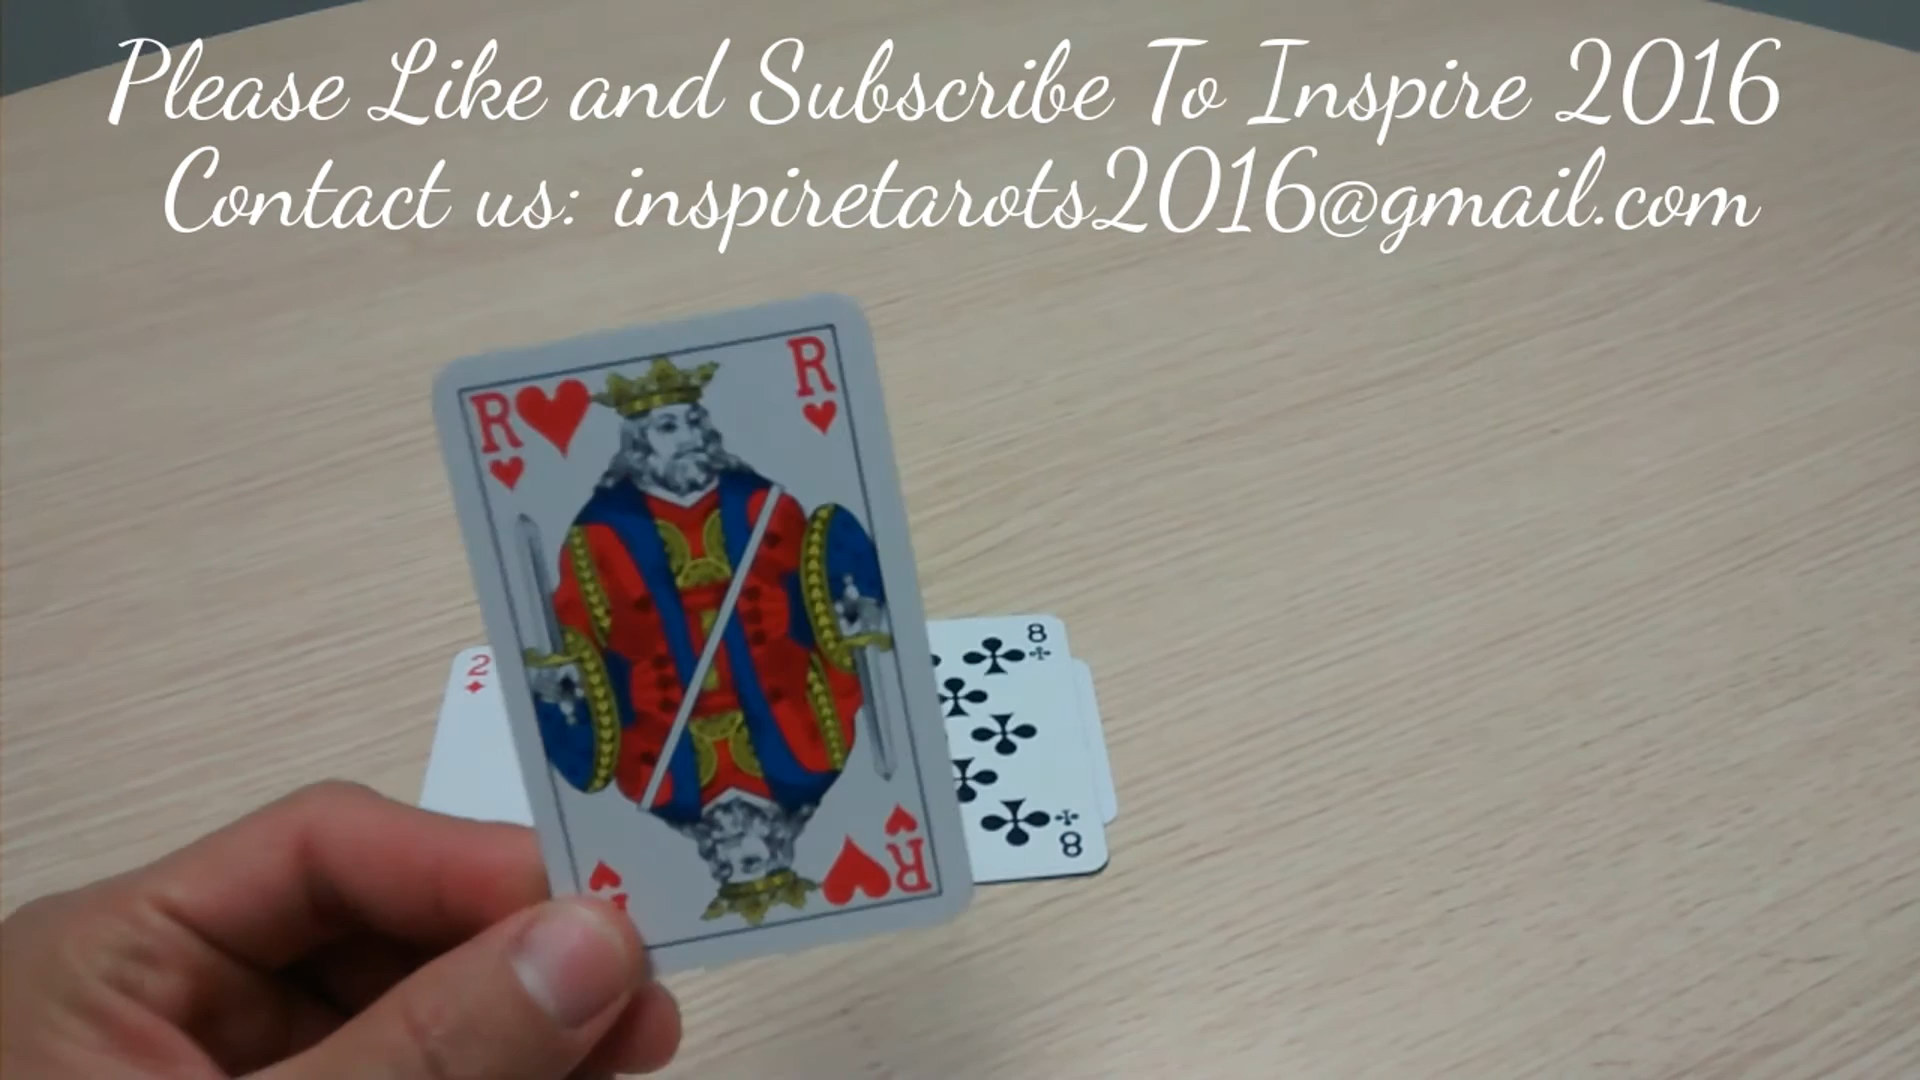 Please Like and Subscribe To Inspire 2016
Contact us: inspiretarots2016@gmail.com
R
R
2
8
8
R